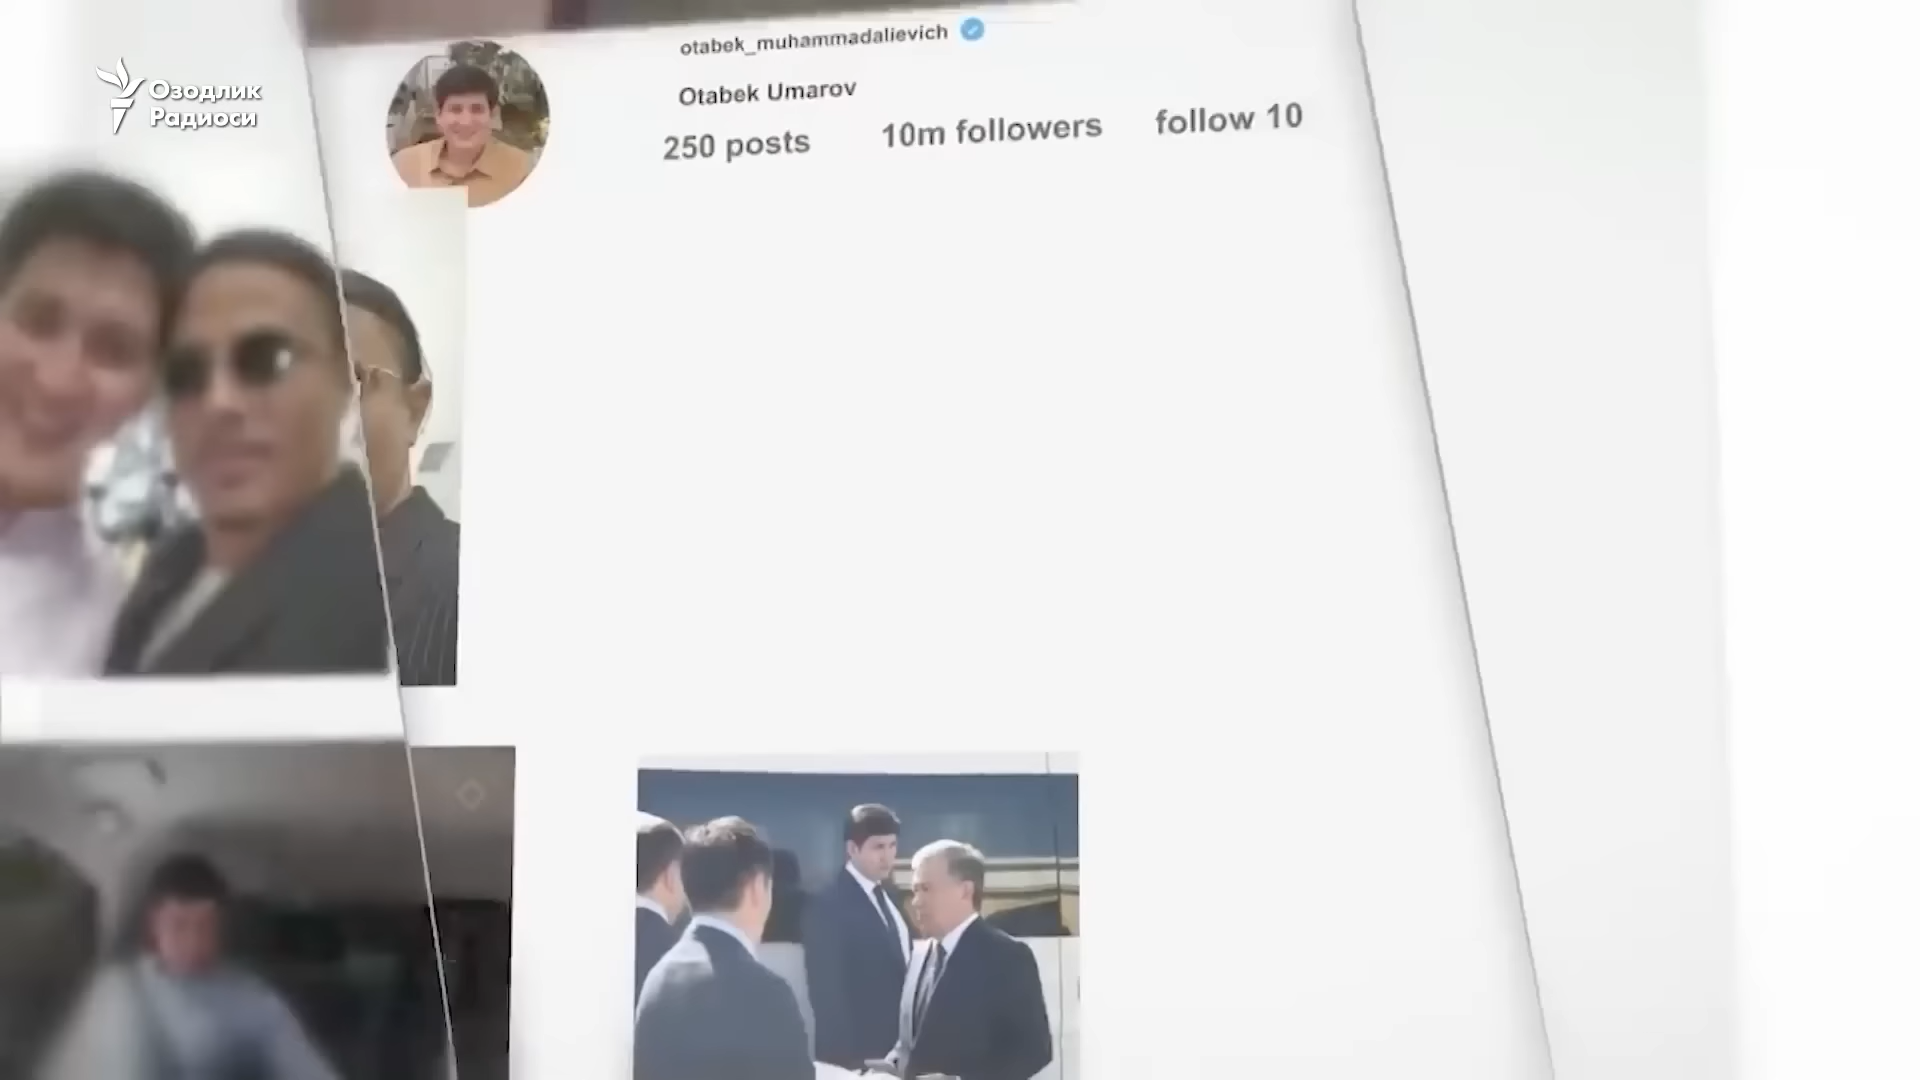 Озодлик
Радиоси
otabek_muhammadalievich
Otabek Umarov
250 posts
10m followers
follow 10